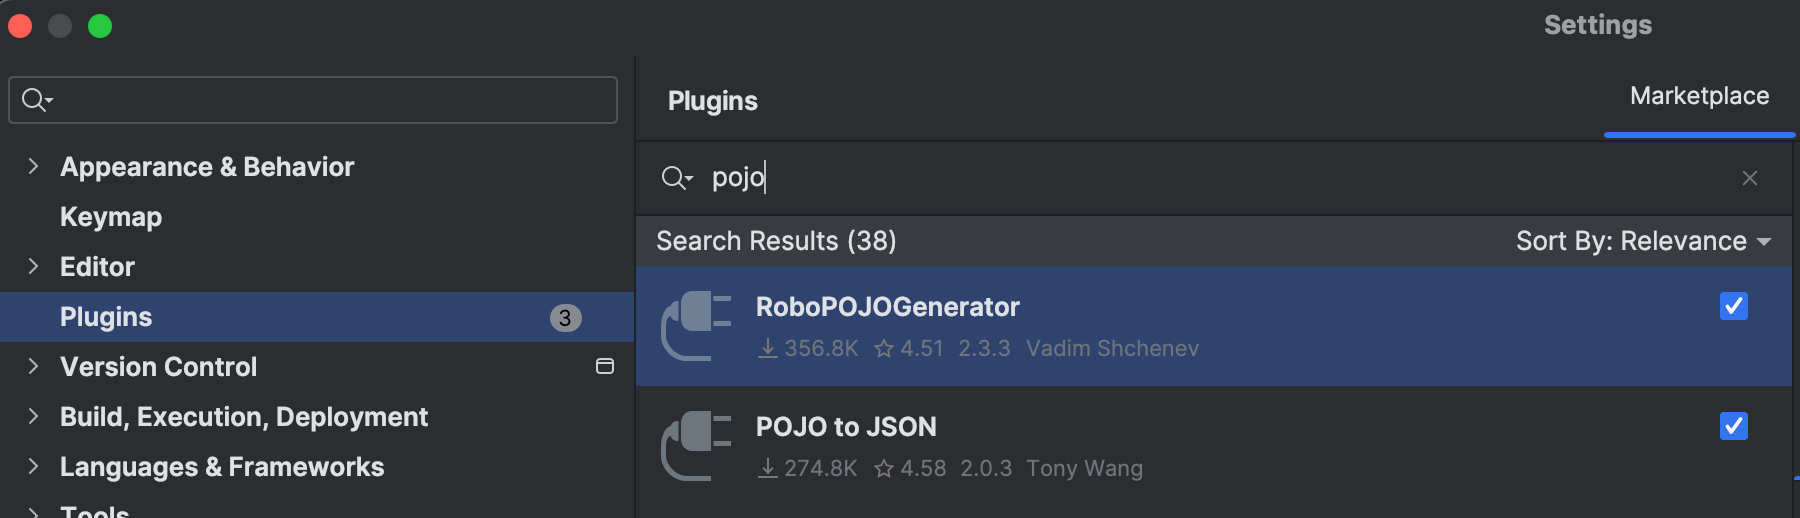 Settings
Plugins
Marketplace
Appearance & Behavior
Keymap
Editor
Plugins 3
Version Control
Build, Execution, Deployment
Languages & Frameworks
Tools
pojo
Search Results (38)
Sort By: Relevance
RoboPOJOGenerator
356.8K 4.51 2.3.3 Vadim Shchenev
POJO to JSON
274.8K 4.58 2.0.3 Tony Wang